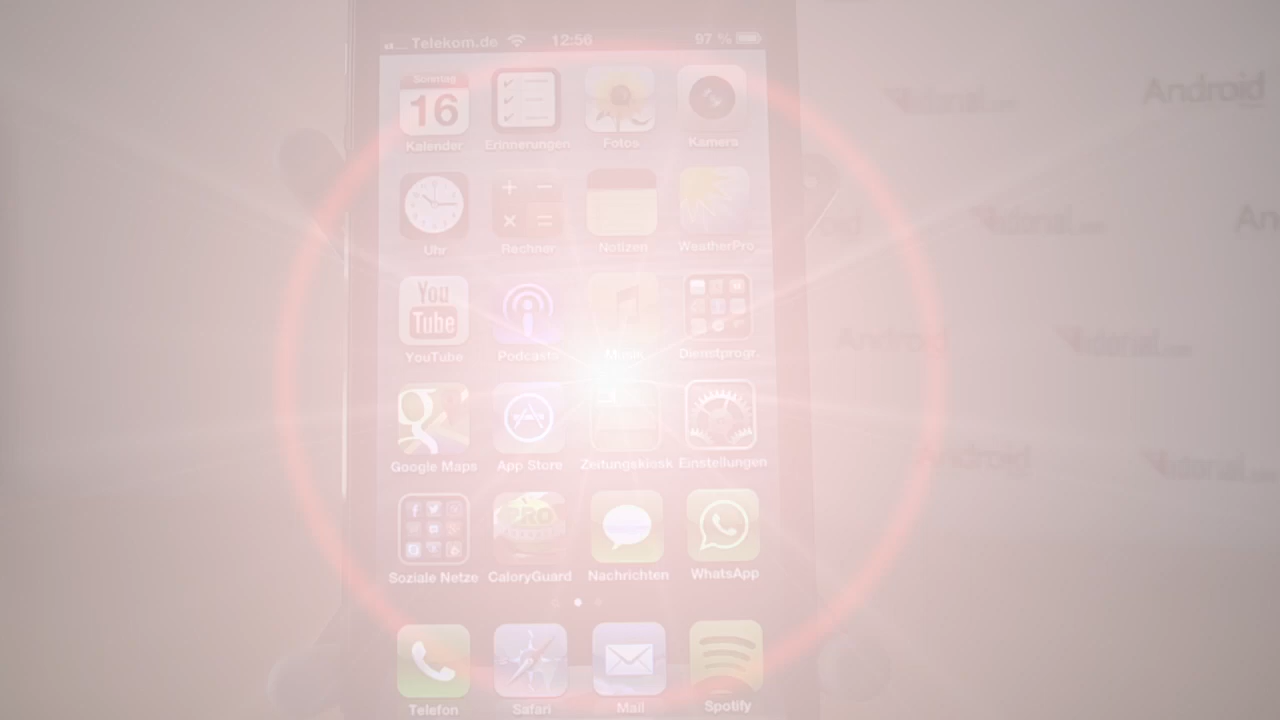 Telekom.de 12:56 97 %
Sonntag
16
Kalender Erinnerungen Fotos Kamera
Uhr Rechner Notizen WeatherPro
You
Tube
YouTube Podcasts Musik Dienstprogr.
Google Maps App Store Zeitungskiosk Einstellungen
PRO
Soziale Netze CaloryGuard Nachrichten WhatsApp
Telefon Safari Mail Spotify
Android
Android
Android